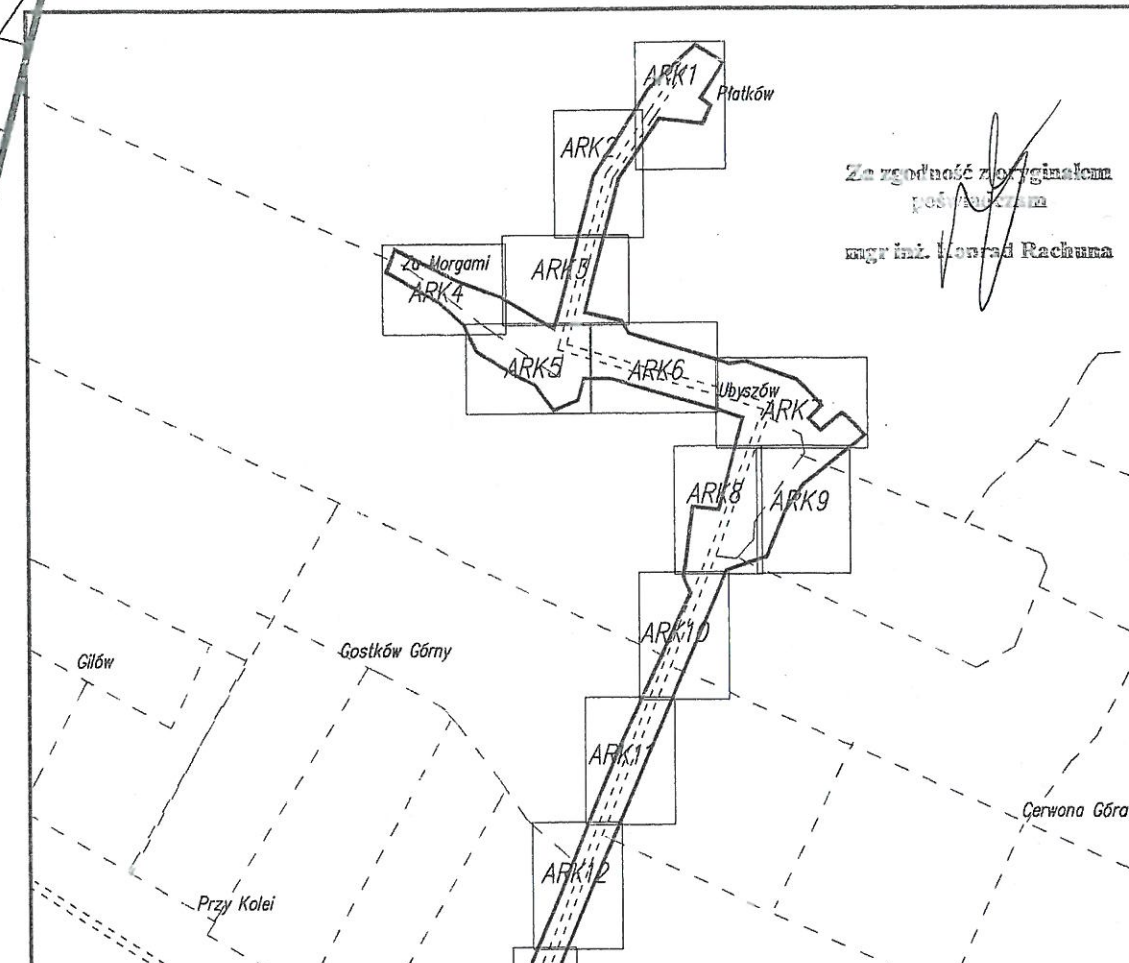 ARK1
Płatków
ARK2
Za zgodność z oryginałem
poświadczam
mgr inż. Konrad Rachuna
Za Morgami
ARK3
ARK4
ARK5
ARK6
Ubyszów
ARK7
ARK8
ARK9
ARK10
Gostków Górny
Gilów
ARK11
Cerwona Góra
ARK12
Przy Kolei